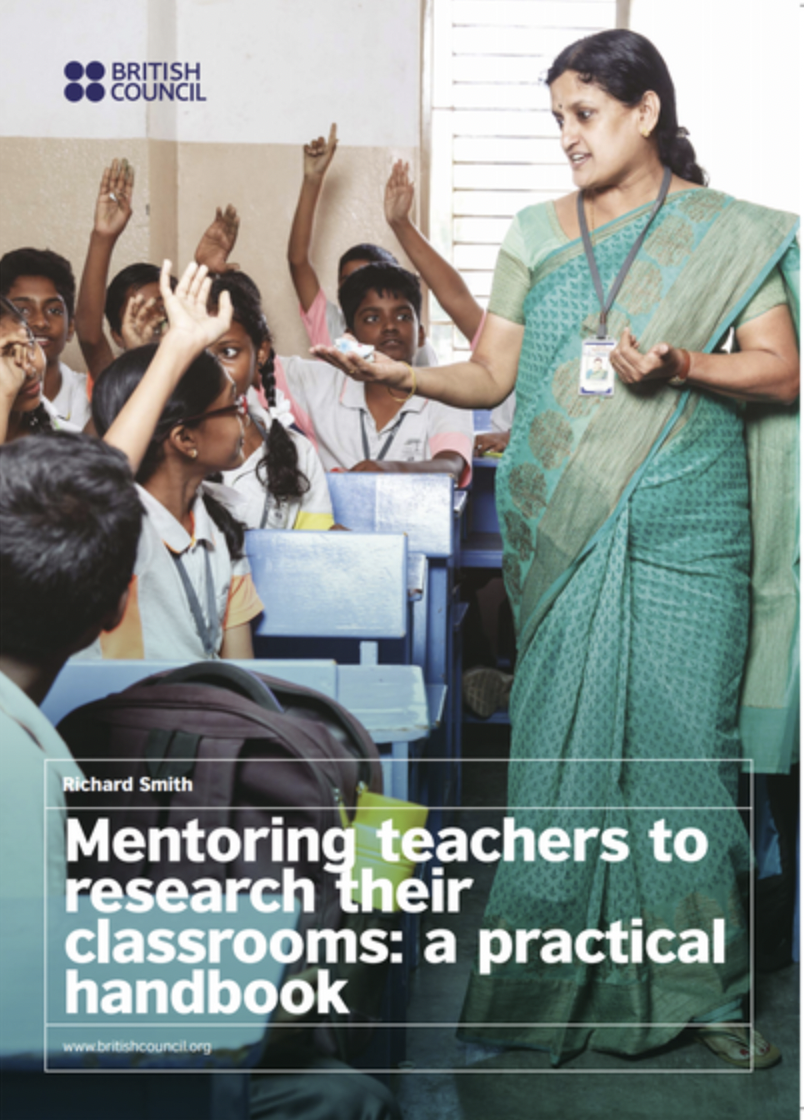 BRITISH
COUNCIL
Richard Smith
Mentoring teachers to
research their
classrooms: a practical
handbook
www.britishcouncil.org